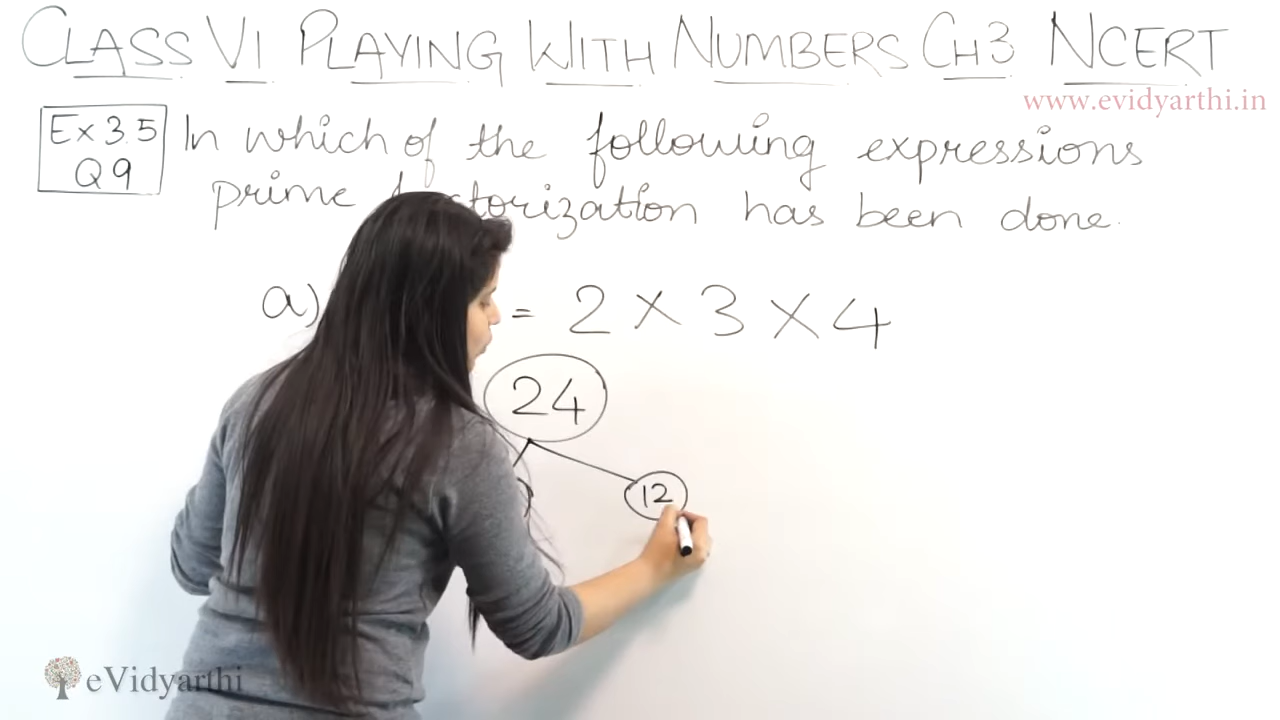 CLASS VI PLAYING WITH NUMBERS CH3 NCERT
www.evidyarthi.in
Ex 3.5
Q9
In which of the following expressions
prime factorization has been done.
a) = 2 × 3 × 4
24
12
eVidyarthi